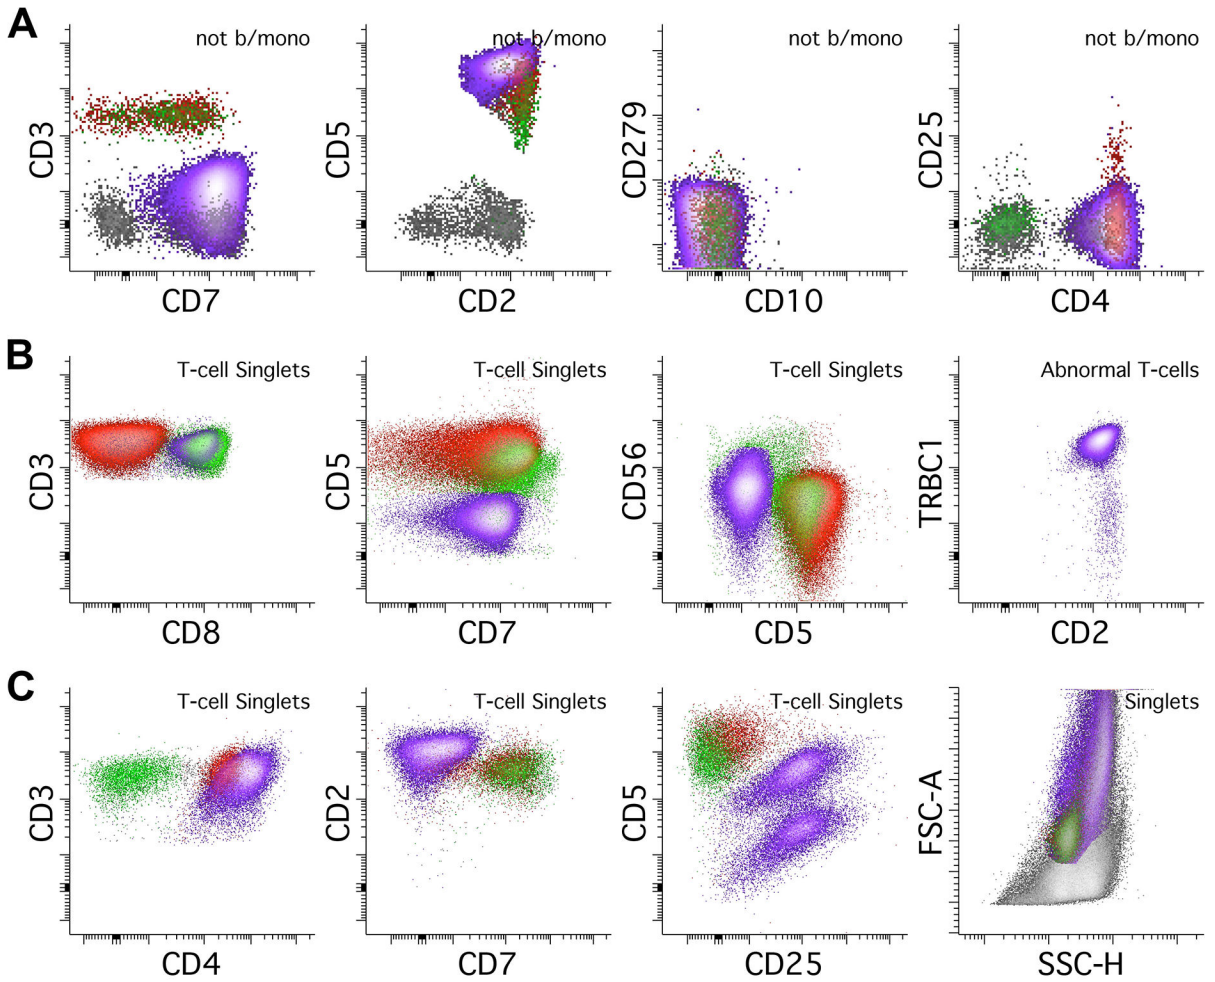 A
not b/mono
CD3
CD7
not b/mono
CD5
CD2
not b/mono
CD279
CD10
not b/mono
CD25
CD4
B
T-cell Singlets
CD3
CD8
T-cell Singlets
CD5
CD7
T-cell Singlets
CD56
CD5
Abnormal T-cells
TRBC1
CD2
C
T-cell Singlets
CD3
CD4
T-cell Singlets
CD2
CD7
T-cell Singlets
CD5
CD25
Singlets
FSC-A
SSC-H